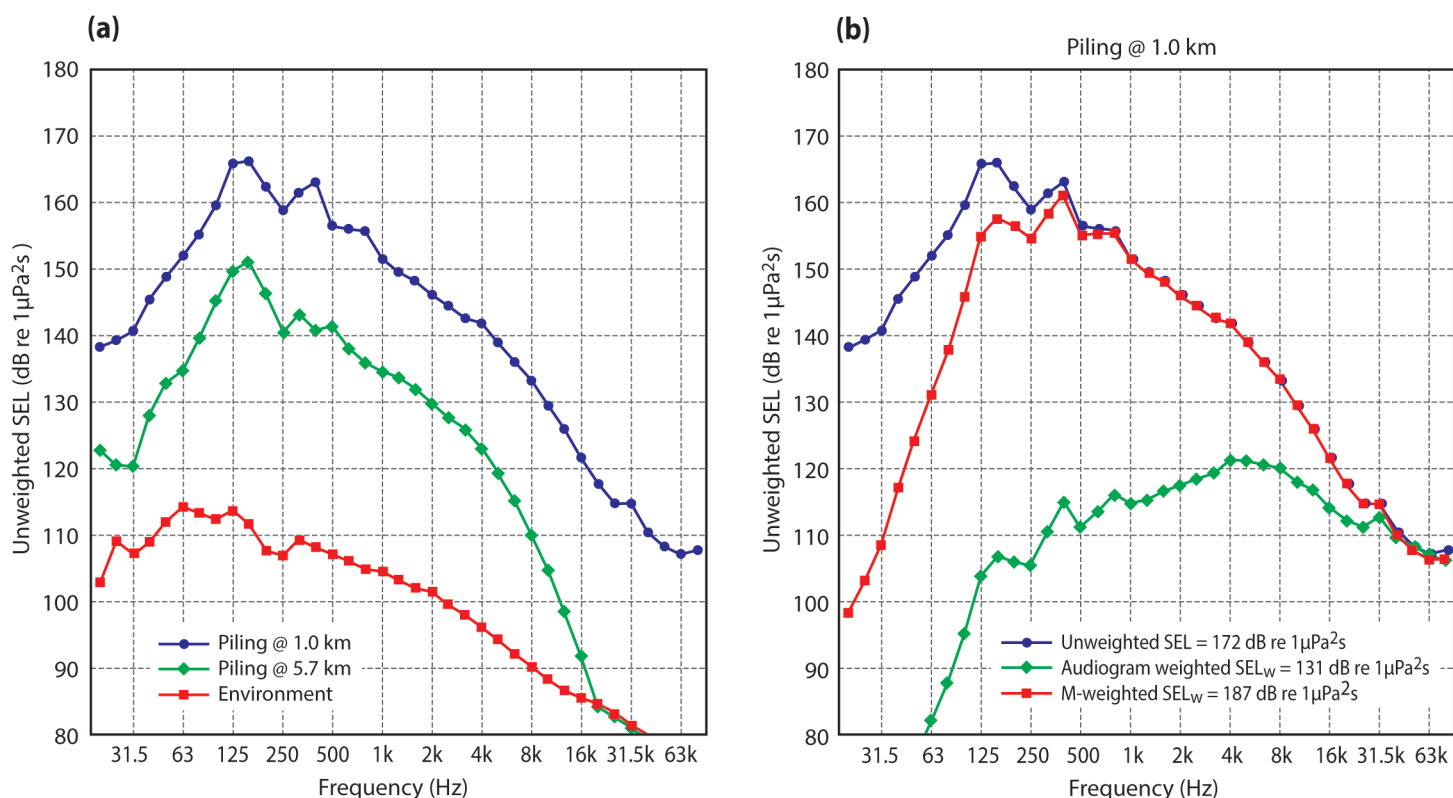 (a)
180
170
160
150
140
130
120
110
100
90
80
Unweighted SEL (dB re 1µPa²s)
Piling @ 1.0 km
Piling @ 5.7 km
Environment
31.5 63 125 250 500 1k 2k 4k 8k 16k 31.5k 63k
Frequency (Hz)
(b)
Piling @ 1.0 km
180
170
160
150
140
130
120
110
100
90
80
Unweighted SEL (dB re 1µPa²s)
Unweighted SEL = 172 dB re 1µPa²s
Audiogram weighted SELw = 131 dB re 1µPa²s
M-weighted SELw = 187 dB re 1µPa²s
31.5 63 125 250 500 1k 2k 4k 8k 16k 31.5k 63k
Frequency (Hz)